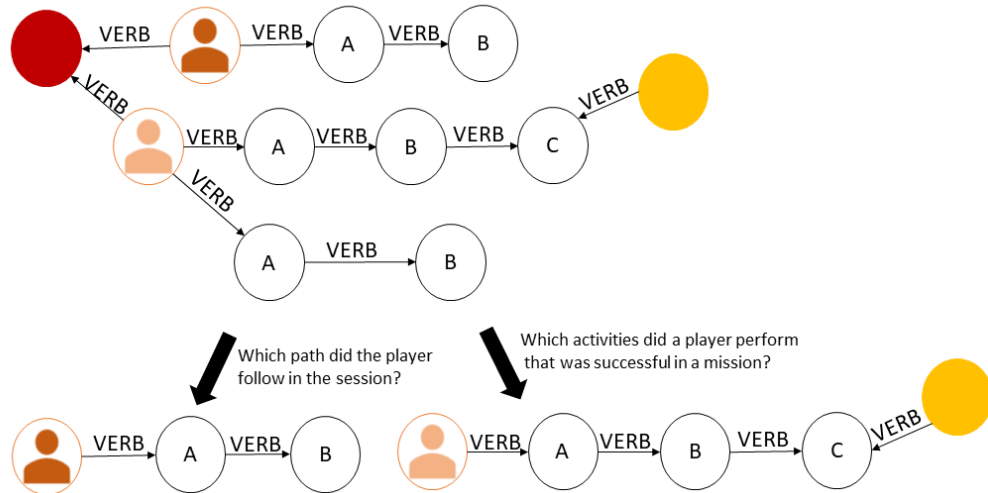 VERB
VERB
A
VERB
B
VERB
VERB
A
VERB
B
VERB
C
VERB
VERB
A
VERB
B
Which path did the player
follow in the session?
Which activities did a player perform
that was successful in a mission?
VERB
A
VERB
B
VERB
A
VERB
B
VERB
C
VERB